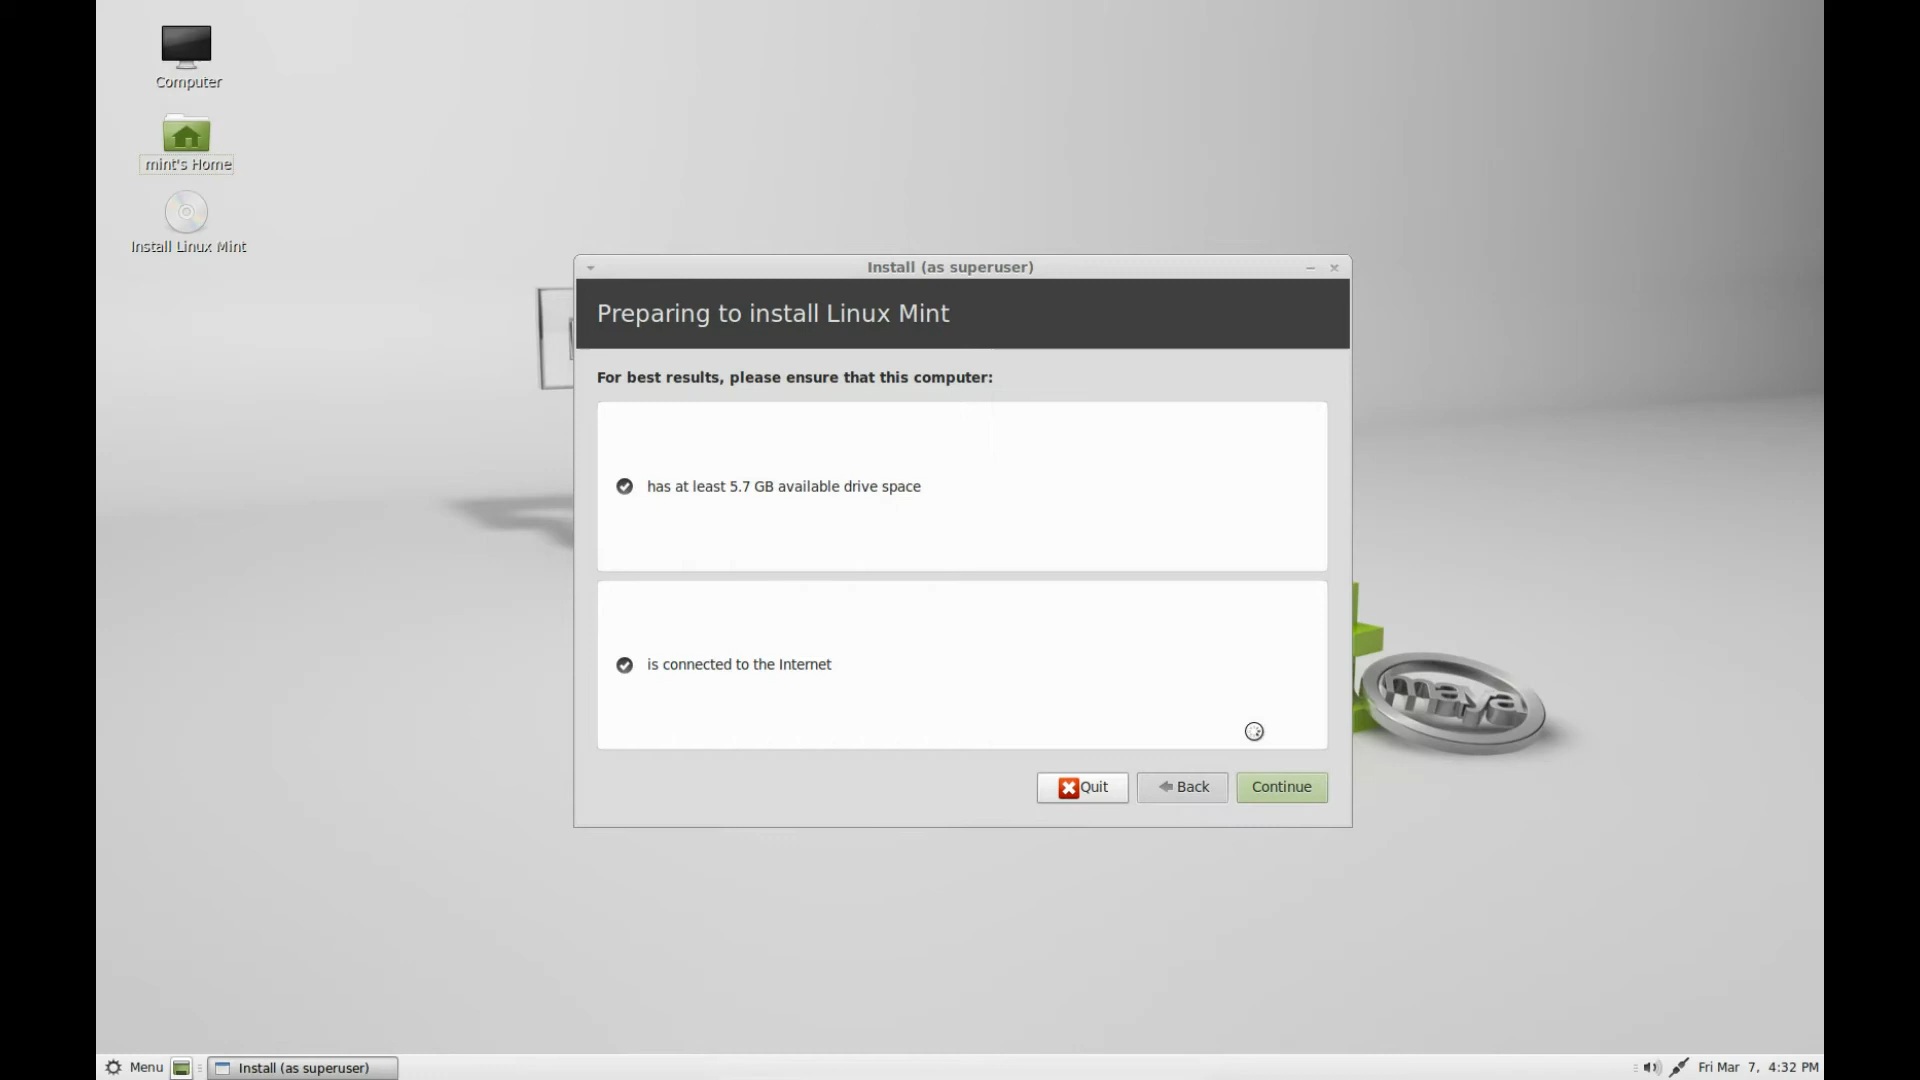 Computer
mint's Home
Install Linux Mint
Install (as superuser)
Preparing to install Linux Mint
For best results, please ensure that this computer:
has at least 5.7 GB available drive space
is connected to the Internet
maya
Quit
Back
Continue
Menu
Install (as superuser)
Fri Mar 7, 4:32 PM